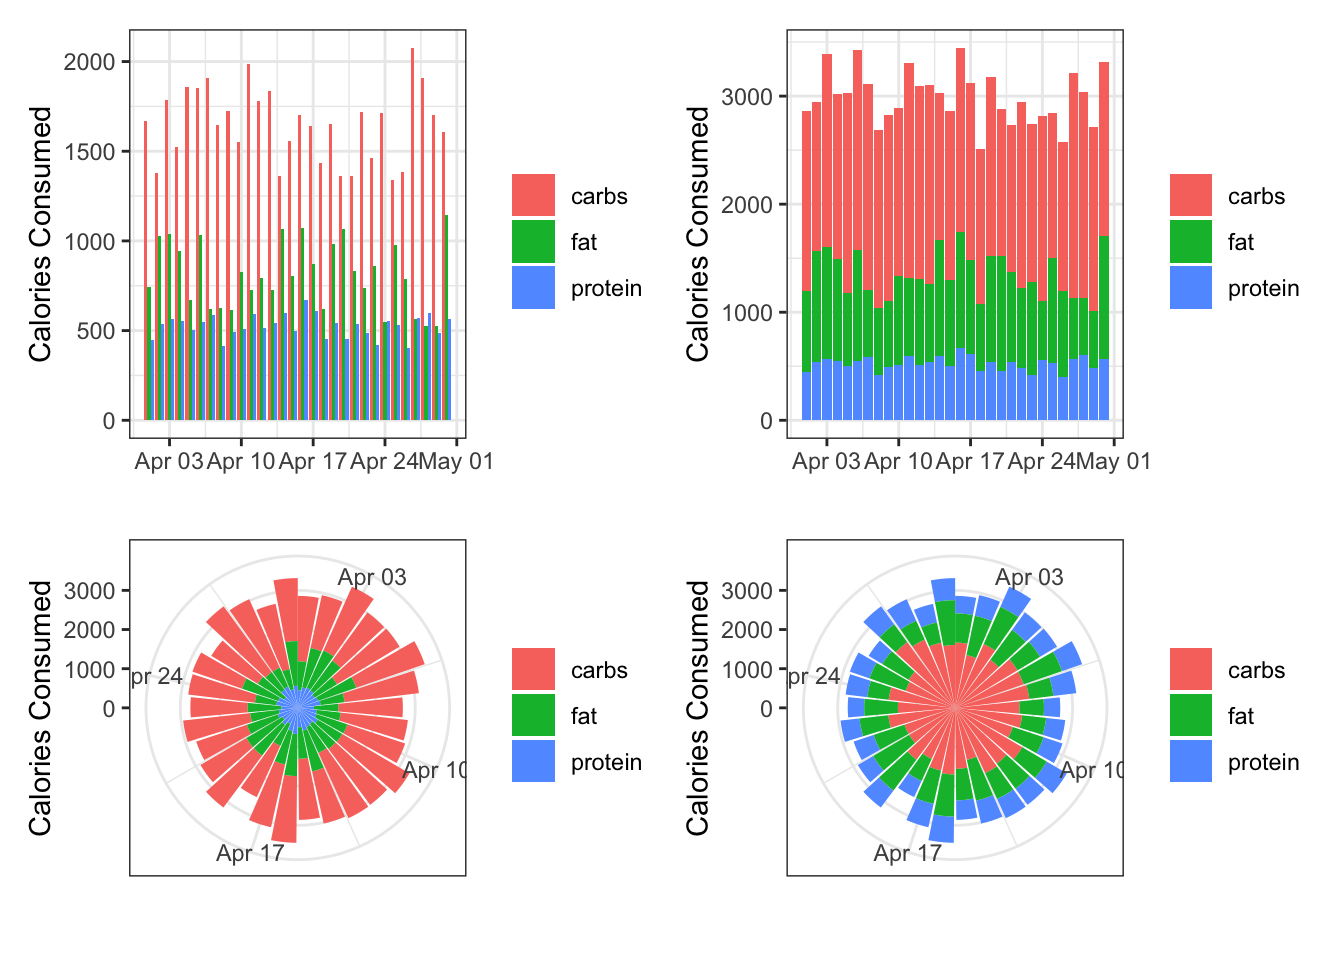 Calories Consumed
2000
1500
1000
500
0
Apr 03 Apr 10 Apr 17 Apr 24 May 01
carbs
fat
protein
Calories Consumed
3000
2000
1000
0
Apr 03 Apr 10 Apr 17 Apr 24 May 01
carbs
fat
protein
Calories Consumed
3000
2000
1000
0
Apr 03
Apr 10
Apr 17
pr 24
carbs
fat
protein
Calories Consumed
3000
2000
1000
0
Apr 03
Apr 10
Apr 17
pr 24
carbs
fat
protein